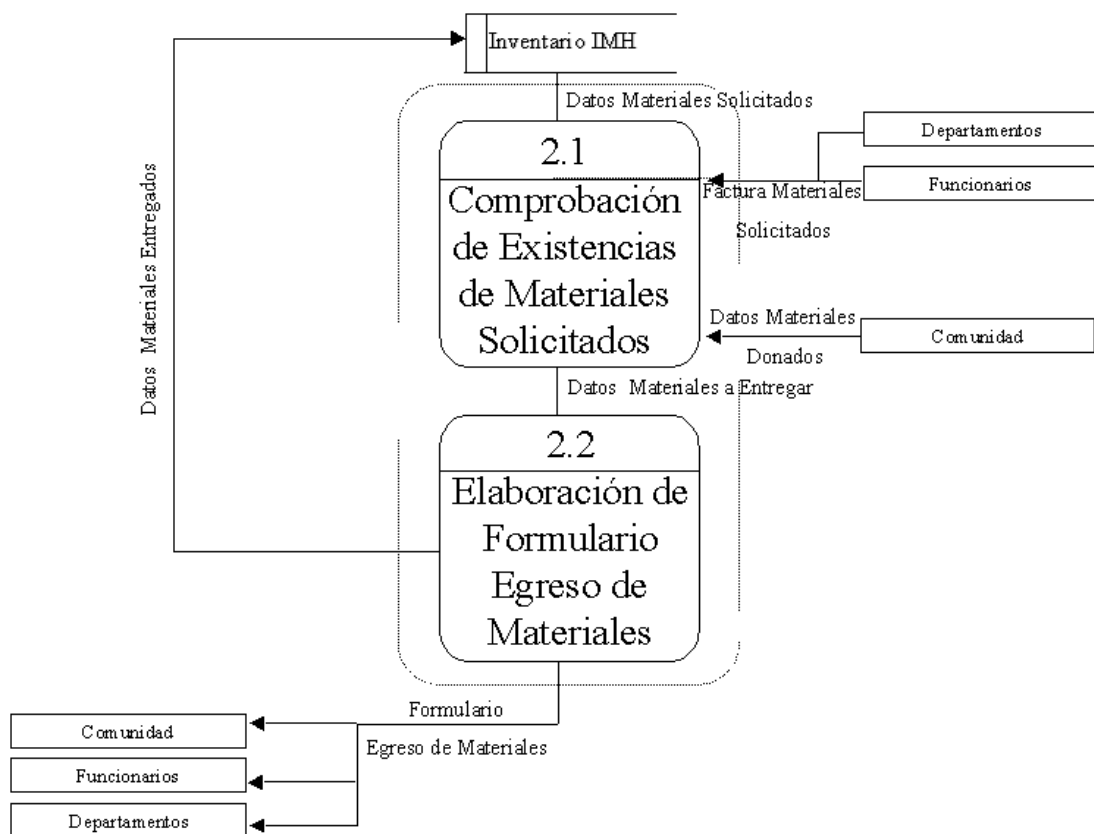 Inventario IMH
Datos Materiales Solicitados
Departamentos
2.1
Funcionarios
Factura Materiales
Solicitados
Comprobación
de Existencias
de Materiales
Solicitados
Datos Materiales Entregados
Datos Materiales
Donados
Comunidad
Datos Materiales a Entregar
2.2
Elaboración de
Formulario
Egreso de
Materiales
Formulario
Egreso de Materiales
Comunidad
Funcionarios
Departamentos